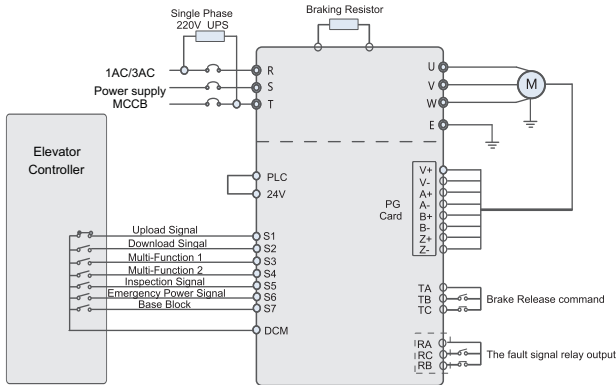 Single Phase
220V UPS
Braking Resistor
1AC/3AC
Power supply
MCCB
R
S
T
U
V
W
E
M
Elevator
Controller
PLC
24V
Upload Signal
Download Singal
Multi-Function 1
Multi-Function 2
Inspection Signal
Emergency Power Signal
Base Block
S1
S2
S3
S4
S5
S6
S7
DCM
PG
Card
V+
V-
A+
A-
B+
B-
Z+
Z-
TA
TB
TC
Brake Release command
RA
RC
RB
The fault signal relay output